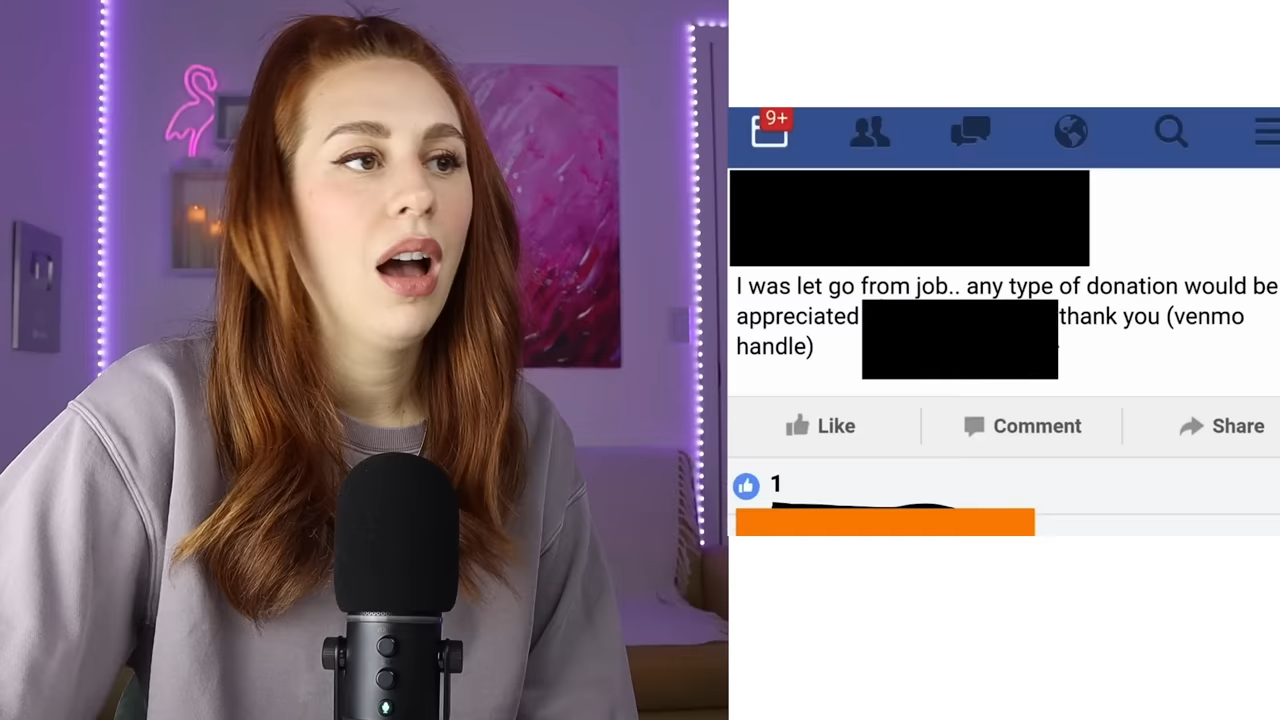 9+
I was let go from job.. any type of donation would be
appreciated thank you (venmo
handle)
Like Comment Share
1